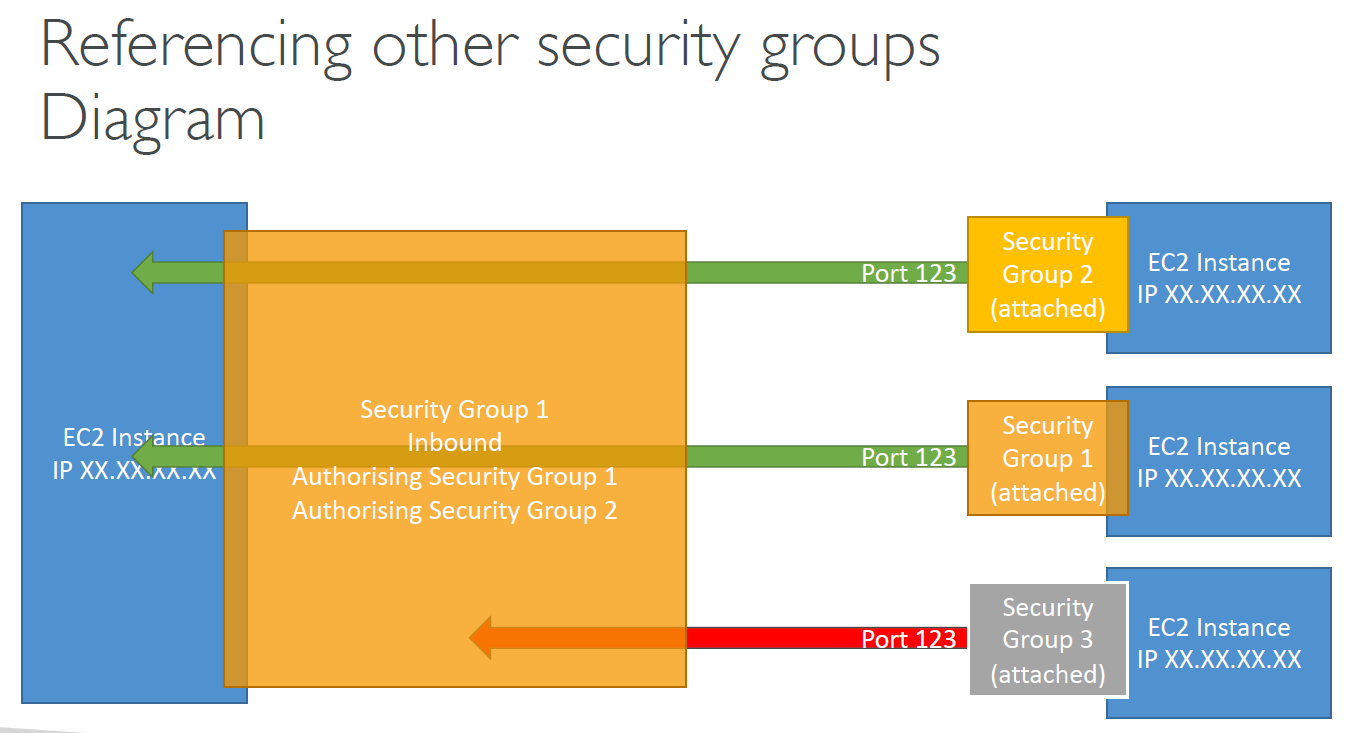 Referencing other security groups
Diagram
EC2 Instance
IP XX.XX.XX.XX
Security Group 1
Inbound
Authorising Security Group 1
Authorising Security Group 2
Port 123
Security
Group 2
(attached)
EC2 Instance
IP XX.XX.XX.XX
Port 123
Security
Group 1
(attached)
EC2 Instance
IP XX.XX.XX.XX
Port 123
Security
Group 3
(attached)
EC2 Instance
IP XX.XX.XX.XX